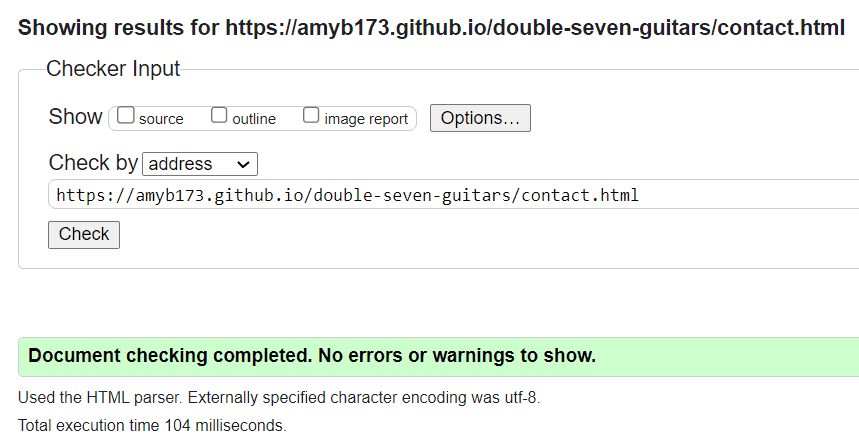 Showing results for https://amyb173.github.io/double-seven-guitars/contact.html
Checker Input
Show source outline image report Options...
Check by address
https://amyb173.github.io/double-seven-guitars/contact.html
Check
Document checking completed. No errors or warnings to show.
Used the HTML parser. Externally specified character encoding was utf-8.
Total execution time 104 milliseconds.